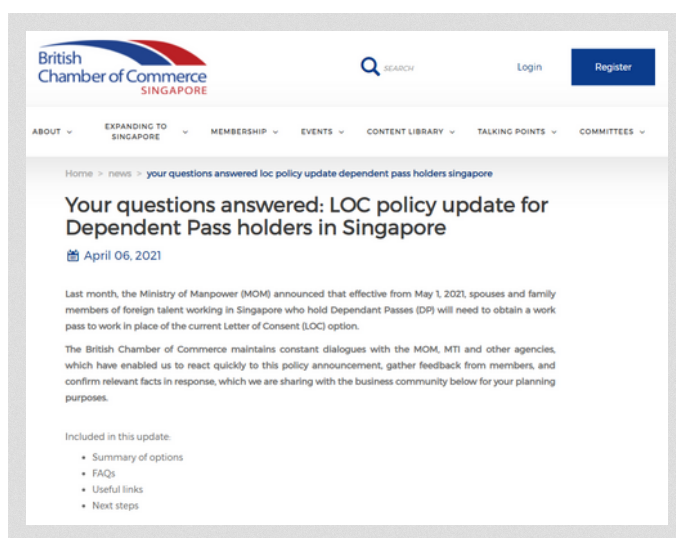 British
Chamber of Commerce
SINGAPORE
SEARCH
Login
Register
ABOUT
EXPANDING TO
SINGAPORE
MEMBERSHIP
EVENTS
CONTENT LIBRARY
TALKING POINTS
COMMITTEES
Home > news > your questions answered loc policy update dependent pass holders singapore
Your questions answered: LOC policy update for
Dependent Pass holders in Singapore
April 06, 2021
Last month, the Ministry of Manpower (MOM) announced that effective from May 1, 2021, spouses and family
members of foreign talent working in Singapore who hold Dependant Passes (DP) will need to obtain a work
pass to work in place of the current Letter of Consent (LOC) option.
The British Chamber of Commerce maintains constant dialogues with the MOM, MTI and other agencies,
which have enabled us to react quickly to this policy announcement, gather feedback from members, and
confirm relevant facts in response, which we are sharing with the business community below for your planning
purposes.
Included in this update:
• Summary of options
• FAQs
• Useful links
• Next steps